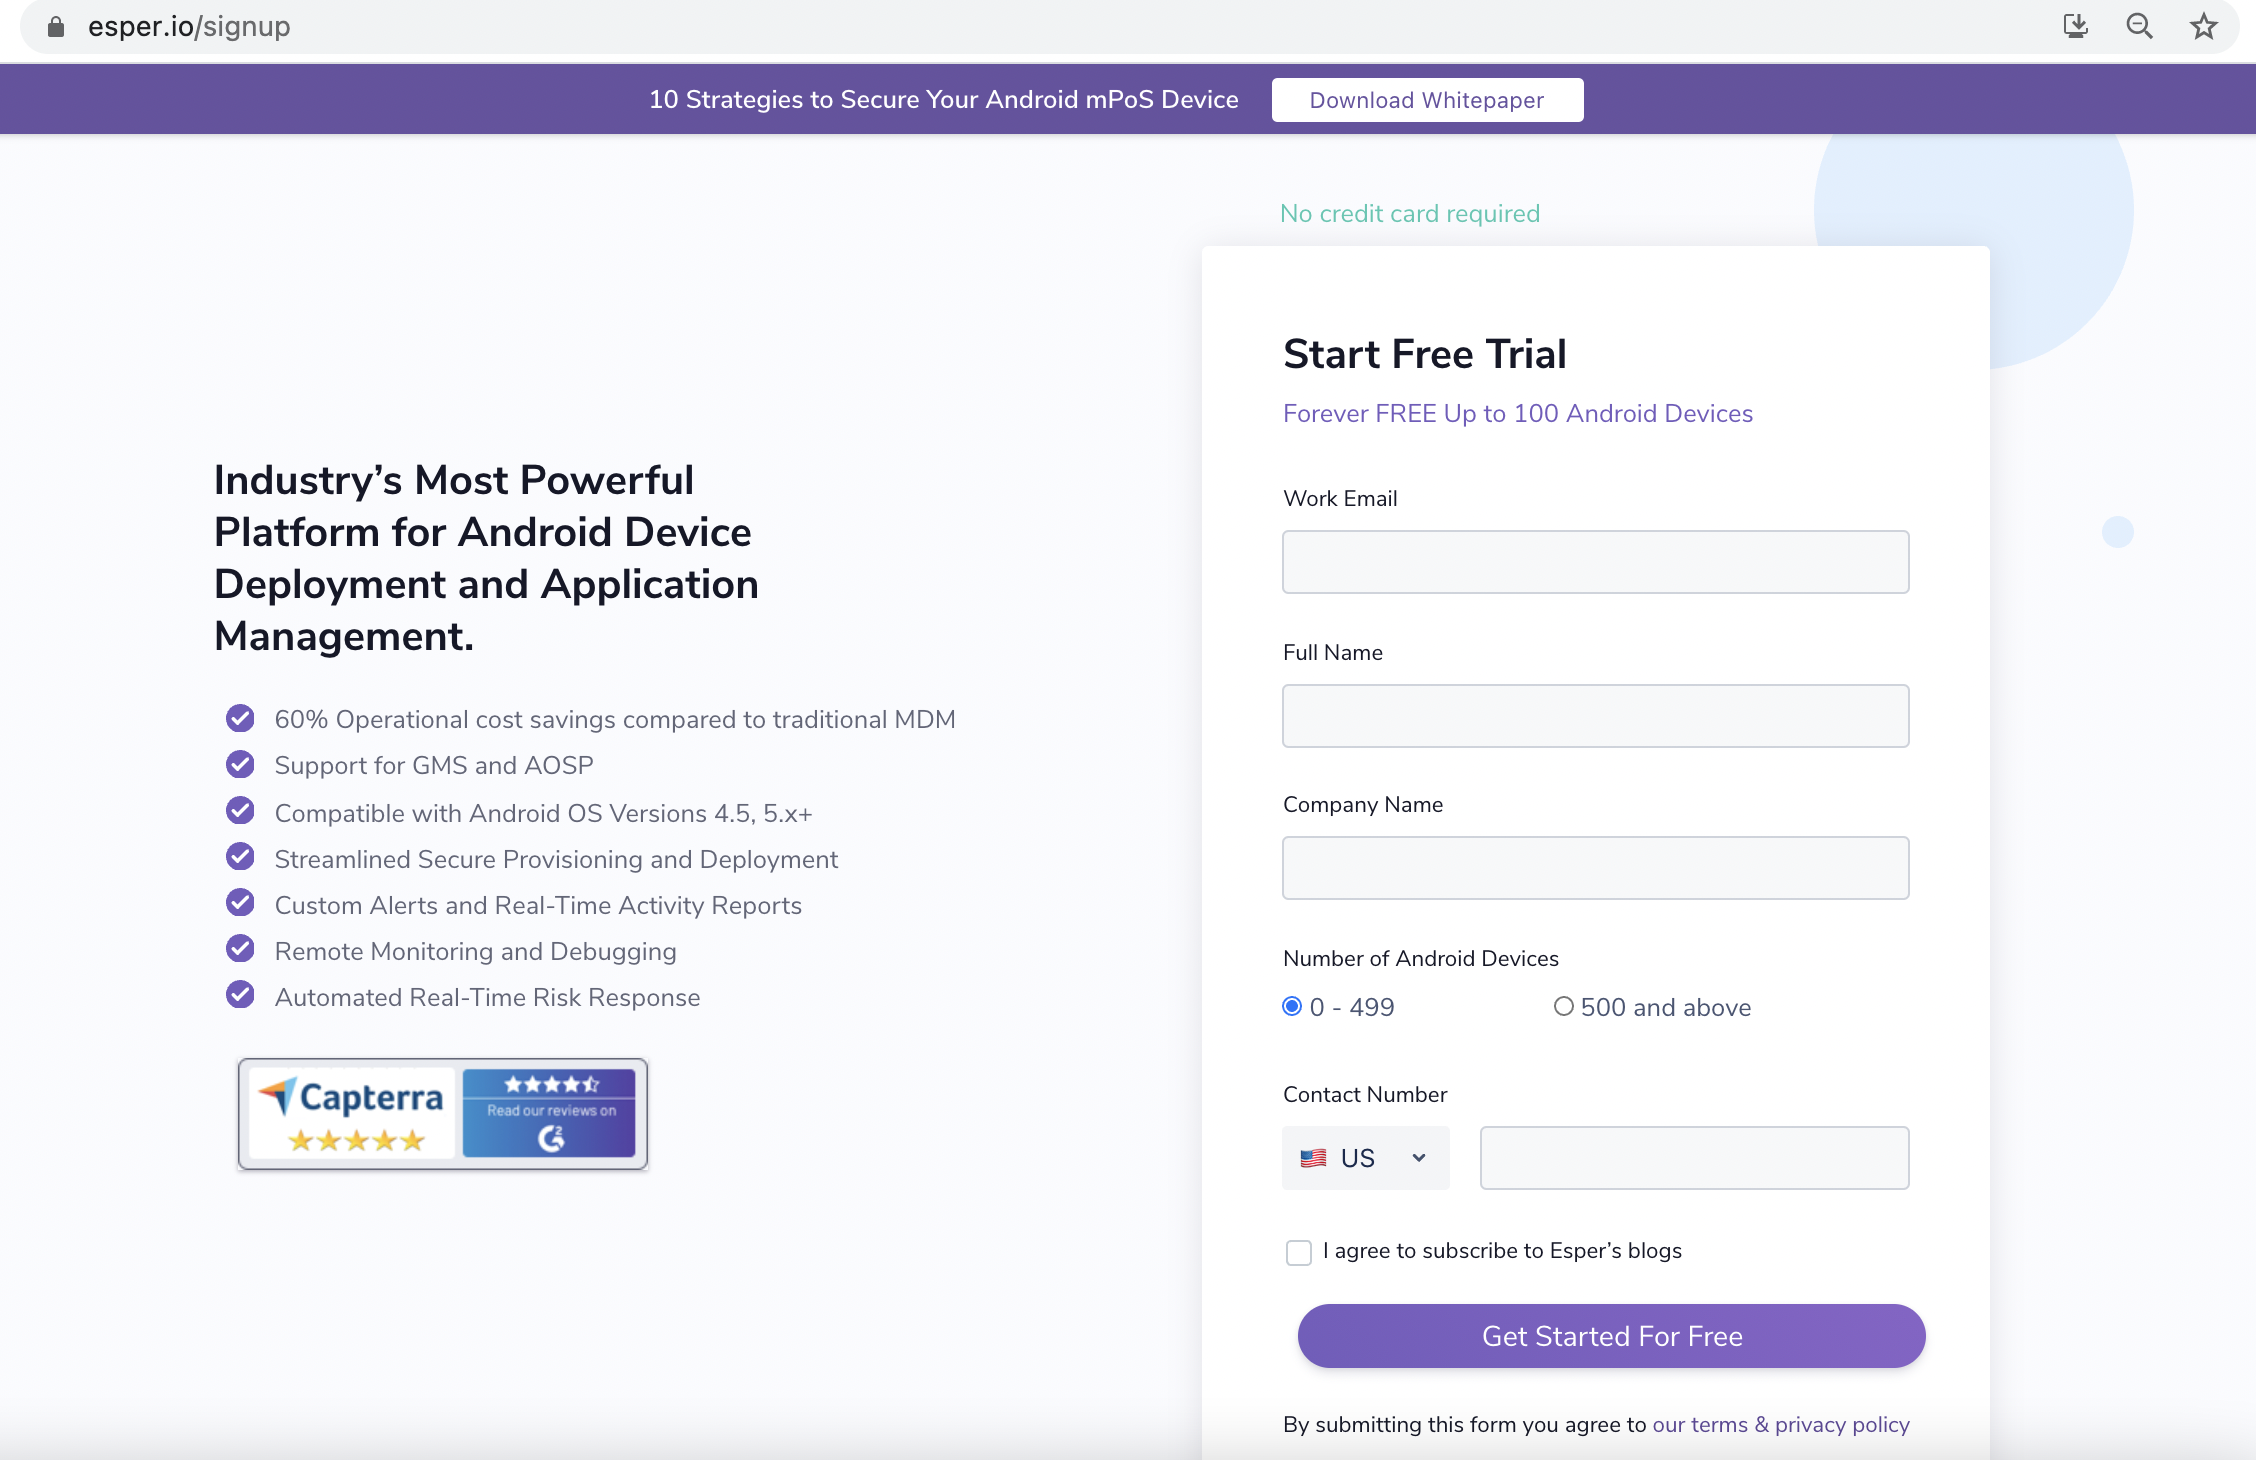 esper.io/signup
10 Strategies to Secure Your Android mPoS Device
Download Whitepaper
No credit card required
Industry’s Most Powerful
Platform for Android Device
Deployment and Application
Management.
60% Operational cost savings compared to traditional MDM
Support for GMS and AOSP
Compatible with Android OS Versions 4.5, 5.x+
Streamlined Secure Provisioning and Deployment
Custom Alerts and Real-Time Activity Reports
Remote Monitoring and Debugging
Automated Real-Time Risk Response
Capterra
Read our reviews on
G2
Start Free Trial
Forever FREE Up to 100 Android Devices
Work Email
Full Name
Company Name
Number of Android Devices
0 - 499
500 and above
Contact Number
US
I agree to subscribe to Esper’s blogs
Get Started For Free
By submitting this form you agree to our terms & privacy policy